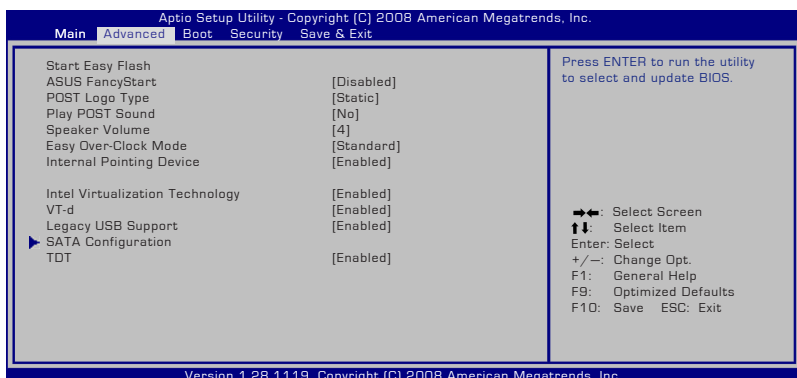 Aptio Setup Utility - Copyright (C) 2008 American Megatrends, Inc.
Main Advanced Boot Security Save & Exit
Start Easy Flash
ASUS FancyStart [Disabled]
POST Logo Type [Static]
Play POST Sound [No]
Speaker Volume [4]
Easy Over-Clock Mode [Standard]
Internal Pointing Device [Enabled]
Intel Virtualization Technology [Enabled]
VT-d [Enabled]
Legacy USB Support [Enabled]
SATA Configuration
TDT [Enabled]
Press ENTER to run the utility
to select and update BIOS.
→←: Select Screen
↑↓: Select Item
Enter: Select
+/—: Change Opt.
F1: General Help
F9: Optimized Defaults
F10: Save ESC: Exit
Version 1.28.1119. Copyright (C) 2008 American Megatrends, Inc.